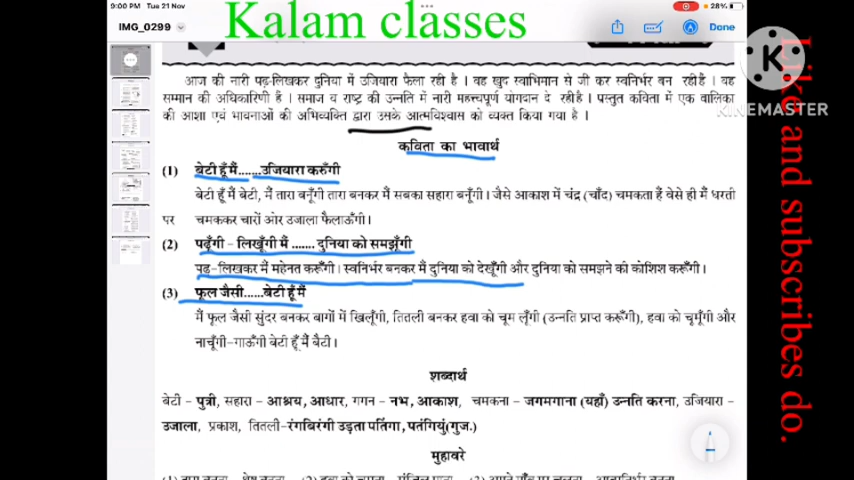 9:00 PM Tue 21 Nov
28%
IMG_0299
Kalam classes
Done
आज की नारी पढ़-लिखकर दुनिया में उजियारा फैला रही है । वह खुद स्वाभिमान से जी कर स्वनिर्भर बन रही है । यह
सम्मान की अधिकारिणी है । समाज व राष्ट्र की उन्नति में नारी महत्त्वपूर्ण योगदान दे रही है । प्रस्तुत कविता में एक बालिका
की आशा एवं भावनाओं की अभिव्यक्ति द्वारा उसके आत्मविश्वास को व्यक्त किया गया है ।
कविता का भावार्थ
(1) बेटी हूँ मैं.......उजियारा करुँगी
बेटी हूँ मैं बेटी, मैं तारा बनूँगी तारा बनकर मैं सबका सहारा बनूँगी । जैसे आकाश में चंद्र (चाँद) चमकता हैं वैसे ही मैं धरती
पर चमककर चारों ओर उजाला फैलाऊँगी ।
(2) पढ़ूँगी - लिखूँगी मैं ....... दुनिया को समझूँगी
पढ़-लिखकर मैं महेनत करूँगी । स्वनिर्भर बनकर मैं दुनिया को देखूँगी और दुनिया को समझने की कोशिश करूँगी ।
(3) फूल जैसी......बेटी हूँ मैं
मैं फूल जैसी सुंदर बनकर बागों में खिलूँगी, तितली बनकर हवा को चूम लूँगी (उन्नति प्राप्त करूँगी), हवा को चूमूँगी और
नाचूँगी-गाऊँगी बेटी हूँ मैं बैटी ।
शब्दार्थ
बेटी - पुत्री, सहारा - आश्रय, आधार, गगन - नभ, आकाश, चमकना - जगमगाना (यहाँ) उन्नति करना, उजियारा -
उजाला, प्रकाश, तितली-रंगबिरंगी उड़ता पतिंगा, पतंगियुं(गुज.)
मुहावरे
KINEMASTER
Like and subscribes do.